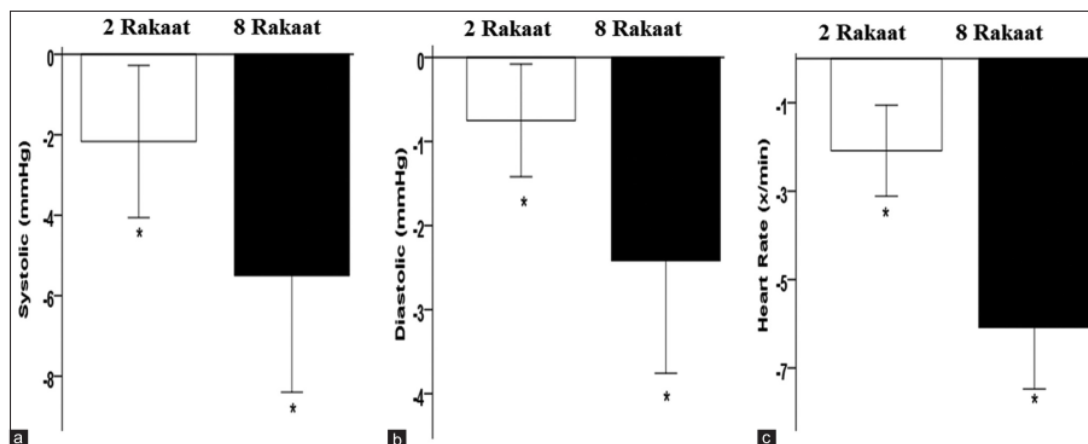 2 Rakaat 8 Rakaat
0
-2
-4
-6
-8
Systolic (mmHg)
*
*
a
2 Rakaat 8 Rakaat
0
-1
-2
-3
-4
Diastolic (mmHg)
*
*
b
2 Rakaat 8 Rakaat
-1
-3
-5
-7
Heart Rate (x/min)
*
*
c